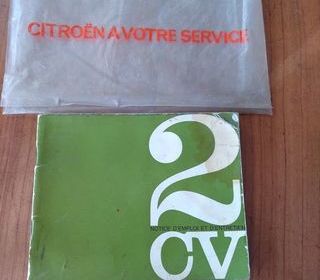 CITROËN A VOTRE SERVICE
2
NOTICE D'EMPLOI ET D'ENTRETIEN
CV